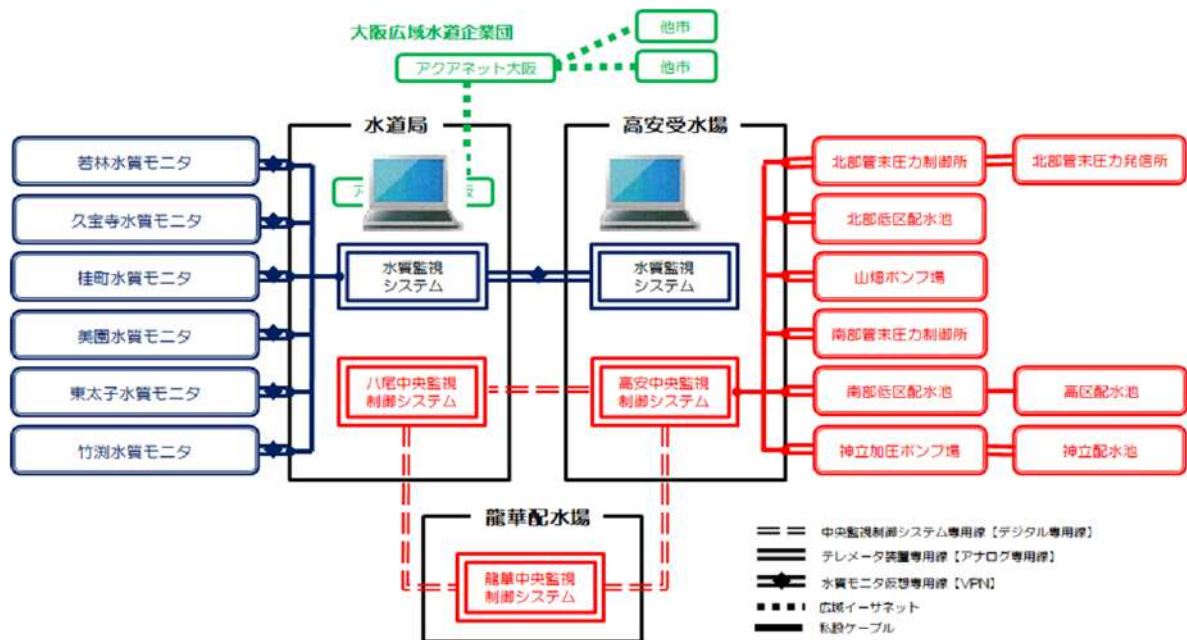 大阪広域水道企業団
アクアネット大阪
他市
他市
水道局
ア
阪
水質監視
システム
八尾中央監視
制御システム
高安受水場
水質監視
システム
高安中央監視
制御システム
龍華配水場
龍華中央監視
制御システム
若林水質モニタ
久宝寺水質モニタ
桂町水質モニタ
美園水質モニタ
東太子水質モニタ
竹渕水質モニタ
北部管末圧力制御所
北部管末圧力発信所
北部低区配水池
山畑ポンプ場
南部管末圧力制御所
南部低区配水池
高区配水池
神立加圧ポンプ場
神立配水池
中央監視制御システム専用線【デジタル専用線】
テレメータ装置専用線【アナログ専用線】
水質モニタ仮想専用線【VPN】
広域イーサネット
私設ケーブル